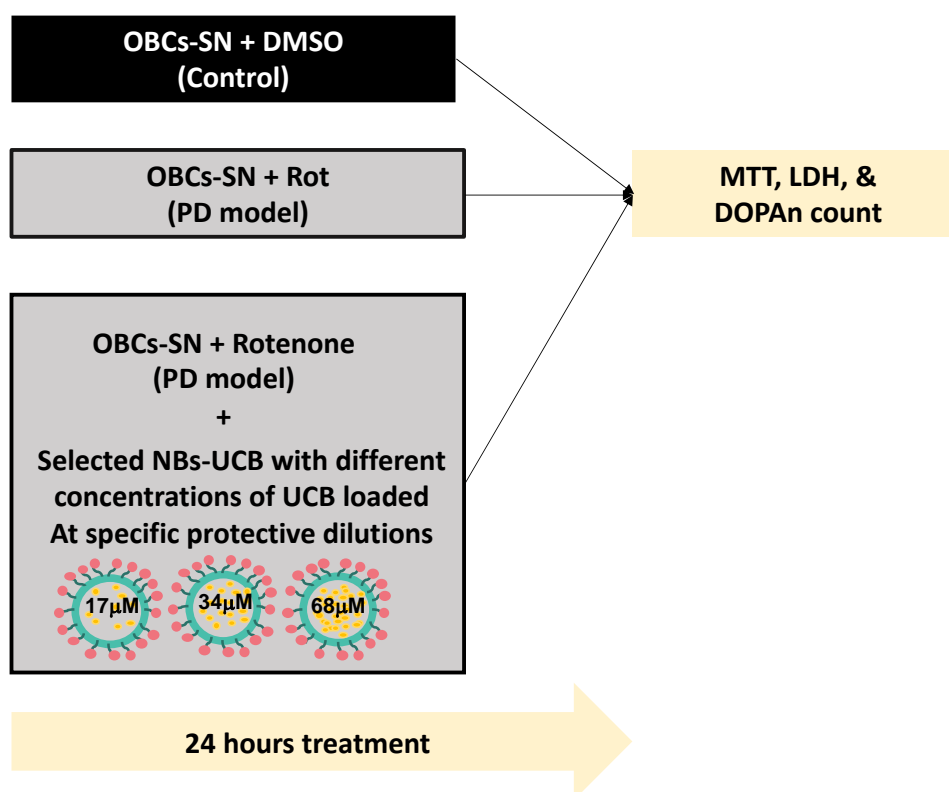 OBCs-SN + DMSO
(Control)
OBCs-SN + Rot
(PD model)
MTT, LDH, &
DOPAn count
OBCs-SN + Rotenone
(PD model)
+
Selected NBs-UCB with different
concentrations of UCB loaded
At specific protective dilutions
17μM 34μM 68μM
24 hours treatment